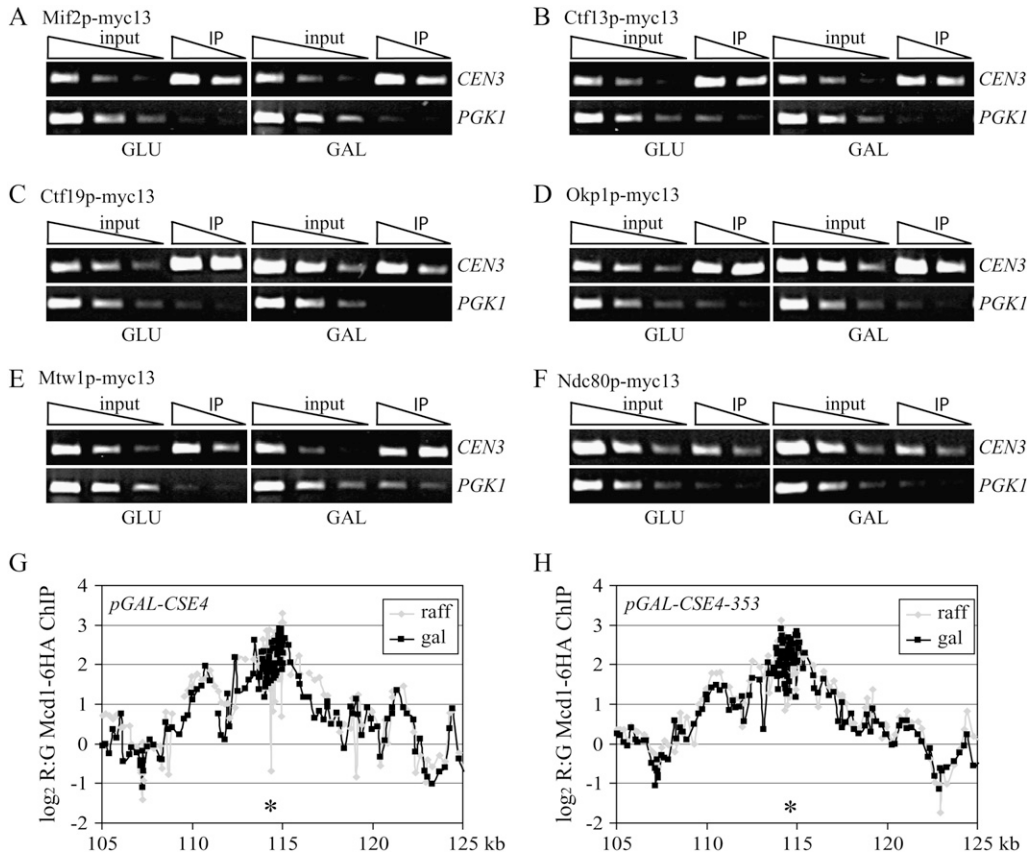 A Mif2p-myc13
input IP input IP
CEN3
PGK1
GLU GAL
B Ctf13p-myc13
input IP input IP
CEN3
PGK1
GLU GAL
C Ctf19p-myc13
input IP input IP
CEN3
PGK1
GLU GAL
D Okp1p-myc13
input IP input IP
CEN3
PGK1
GLU GAL
E Mtw1p-myc13
input IP input IP
CEN3
PGK1
GLU GAL
F Ndc80p-myc13
input IP input IP
CEN3
PGK1
GLU GAL
G
log2 R:G Mcd1-6HA ChIP
4
3
2
1
0
-1
-2
pGAL-CSE4
raff
gal
*
105 110 115 120 125 kb
H
log2 R:G Mcd1-6HA ChIP
4
3
2
1
0
-1
-2
pGAL-CSE4-353
raff
gal
*
105 110 115 120 125 kb